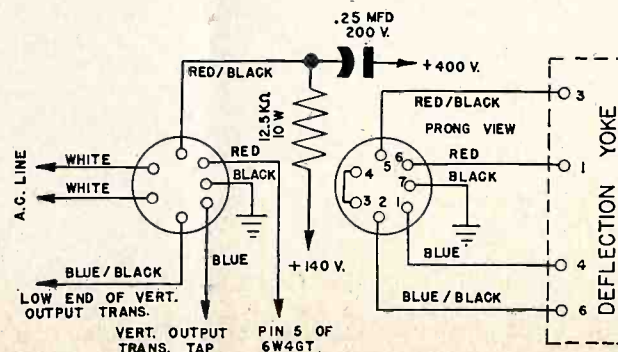 .25 MFD
200 V.
+400 V.
RED/BLACK
12.5KΩ
10W
RED
BLACK
WHITE
WHITE
A.C. LINE
BLUE
BLUE/BLACK
LOW END OF VERT.
OUTPUT TRANS.
VERT. OUTPUT
TRANS. TAP
PIN 5 OF
6W4GT
+140 V.
RED/BLACK
PRONG VIEW
4
5
6
7
3
2
1
RED
BLACK
BLUE
BLUE / BLACK
3
1
4
6
DEFLECTION YOKE